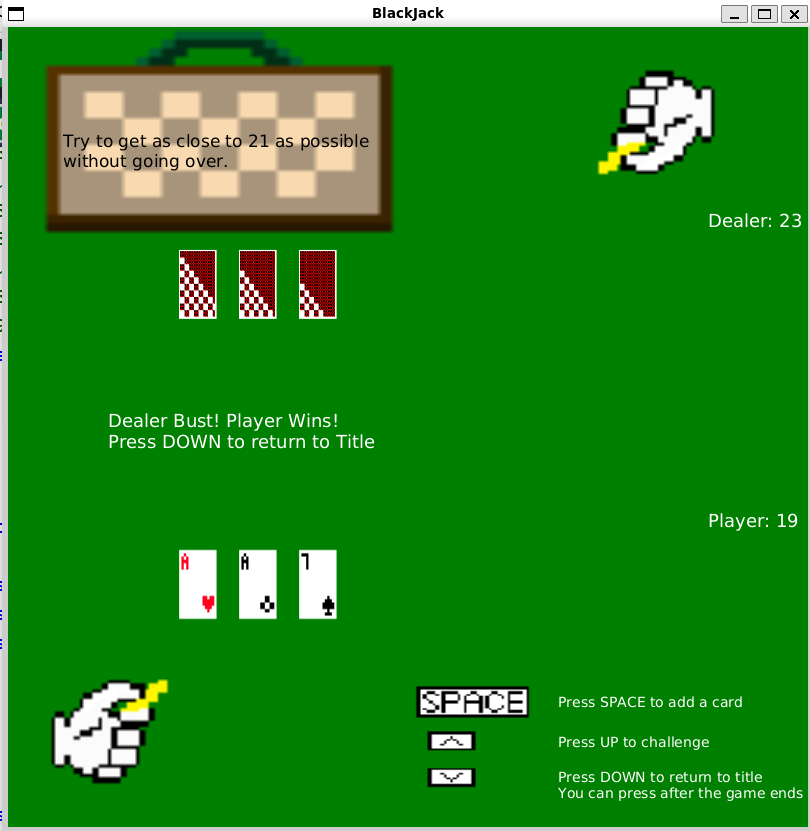 BlackJack
Try to get as close to 21 as possible
without going over.
Dealer: 23
Dealer Bust! Player Wins!
Press DOWN to return to Title
Player: 19
A
A
7
SPACE
Press SPACE to add a card
Press UP to challenge
Press DOWN to return to title
You can press after the game ends